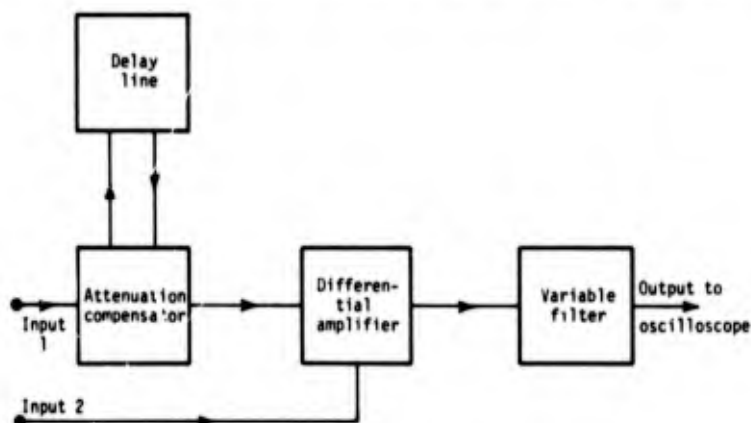 Delay
line
Attenuation
compensator
Differen-
tial
amplifier
Variable
filter
Output to
oscilloscope
Input
1
Input 2